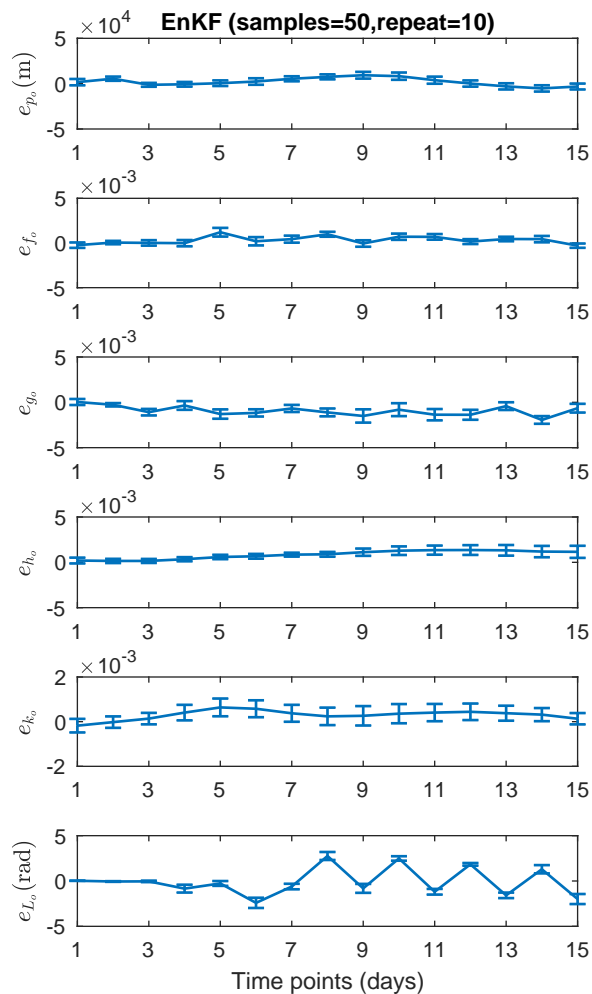 EnKF (samples=50,repeat=10)
×10^4
5
0
-5
e_{p_o}(m)
1 3 5 7 9 11 13 15
×10^-3
5
0
-5
e_{f_o}
1 3 5 7 9 11 13 15
×10^-3
5
0
-5
e_{g_o}
1 3 5 7 9 11 13 15
×10^-3
5
0
-5
e_{h_o}
1 3 5 7 9 11 13 15
×10^-3
2
0
-2
e_{k_o}
1 3 5 7 9 11 13 15
5
0
-5
e_{L_o}(rad)
1 3 5 7 9 11 13 15
Time points (days)